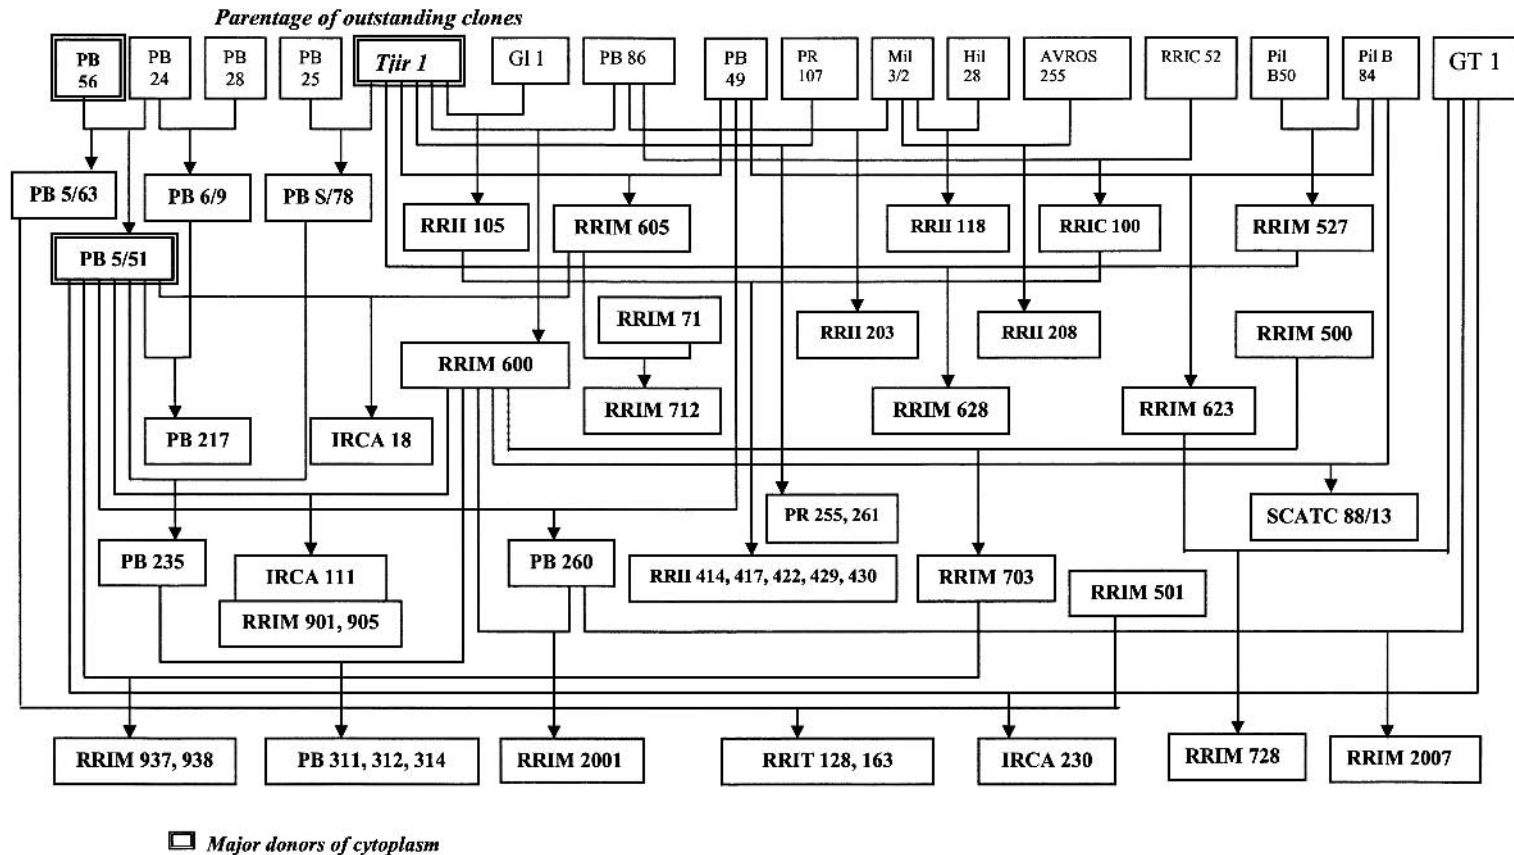 Parentage of outstanding clones
PB
56
PB
24
PB
28
PB
25
Tjir 1
GI 1
PB 86
PB
49
PR
107
Mil
3/2
Hil
28
AVROS
255
RRIC 52
Pil
B50
Pil B
84
GT 1
PB 5/63
PB 6/9
PB S/78
RRII 105
RRIM 605
RRII 118
RRIC 100
RRIM 527
PB 5/51
RRIM 71
RRII 203
RRII 208
RRIM 500
RRIM 600
RRIM 712
RRIM 628
RRIM 623
PB 217
IRCA 18
PR 255, 261
SCATC 88/13
PB 235
IRCA 111
PB 260
RRII 414, 417, 422, 429, 430
RRIM 703
RRIM 501
RRIM 901, 905
RRIM 937, 938
PB 311, 312, 314
RRIM 2001
RRIT 128, 163
IRCA 230
RRIM 728
RRIM 2007
Major donors of cytoplasm